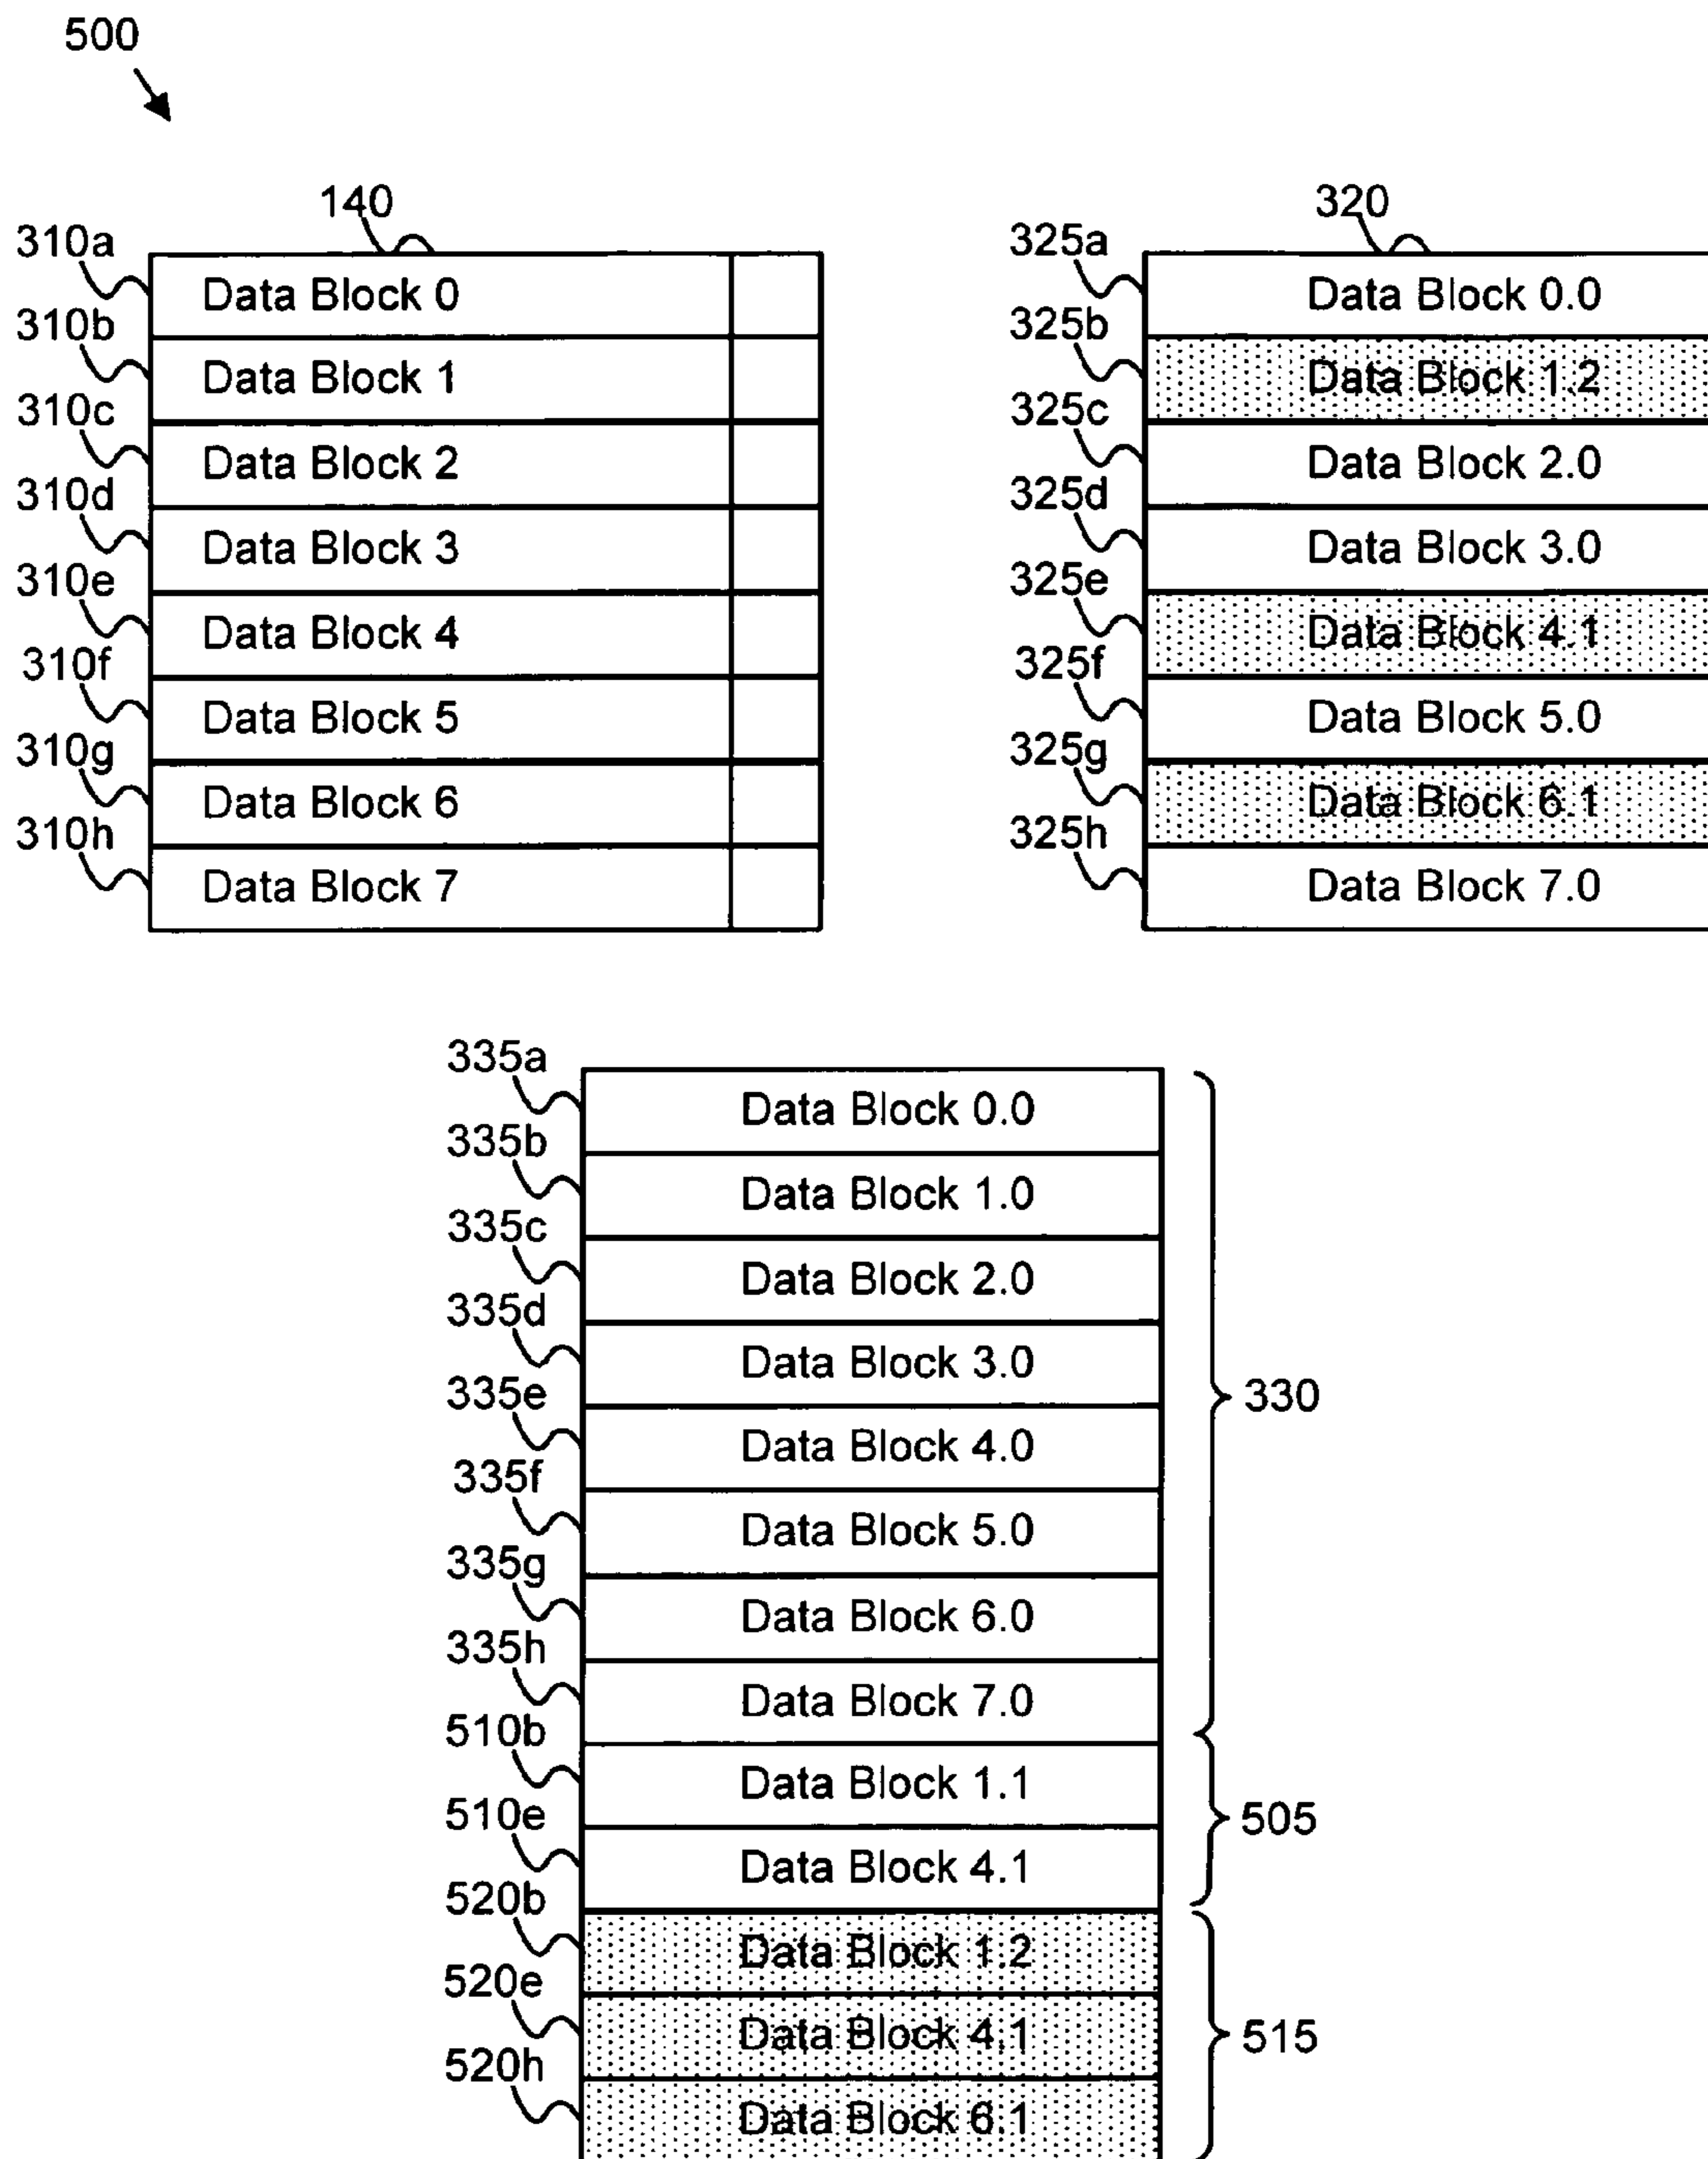 500
140
310a
Data Block 0
310b
Data Block 1
310c
Data Block 2
310d
Data Block 3
310e
Data Block 4
310f
Data Block 5
310g
Data Block 6
310h
Data Block 7
320
325a
Data Block 0.0
325b
Data Block 1.2
325c
Data Block 2.0
325d
Data Block 3.0
325e
Data Block 4.1
325f
Data Block 5.0
325g
Data Block 6.1
325h
Data Block 7.0
335a
Data Block 0.0
335b
Data Block 1.0
335c
Data Block 2.0
335d
Data Block 3.0
335e
Data Block 4.0
335f
Data Block 5.0
335g
Data Block 6.0
335h
Data Block 7.0
330
510b
Data Block 1.1
510e
Data Block 4.1
505
520b
Data Block 1.2
520e
Data Block 4.1
520h
Data Block 6.1
515